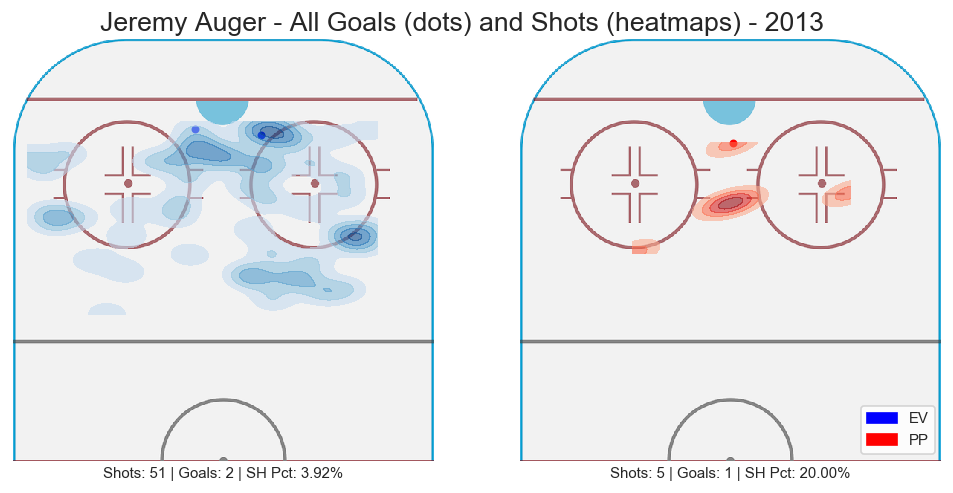 Jeremy Auger - All Goals (dots) and Shots (heatmaps) - 2013
EV
PP
Shots: 51 | Goals: 2 | SH Pct: 3.92%
Shots: 5 | Goals: 1 | SH Pct: 20.00%